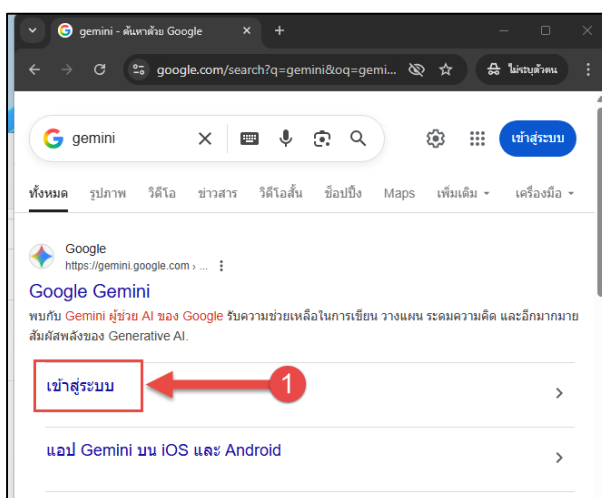 gemini - ค้นหาด้วย Google
google.com/search?q=gemini&oq=gemi...
ไม่ระบุตัวตน
gemini
เข้าสู่ระบบ
ทั้งหมด รูปภาพ วิดีโอ ข่าวสาร วิดีโอสั้น ช็อปปิ้ง Maps เพิ่มเติม เครื่องมือ
Google
https://gemini.google.com › ...
Google Gemini
พบกับ Gemini ผู้ช่วย AI ของ Google รับความช่วยเหลือในการเขียน วางแผน ระดมความคิด และอีกมากมาย
สัมผัสพลังของ Generative AI.
เข้าสู่ระบบ
1
แอป Gemini บน iOS และ Android